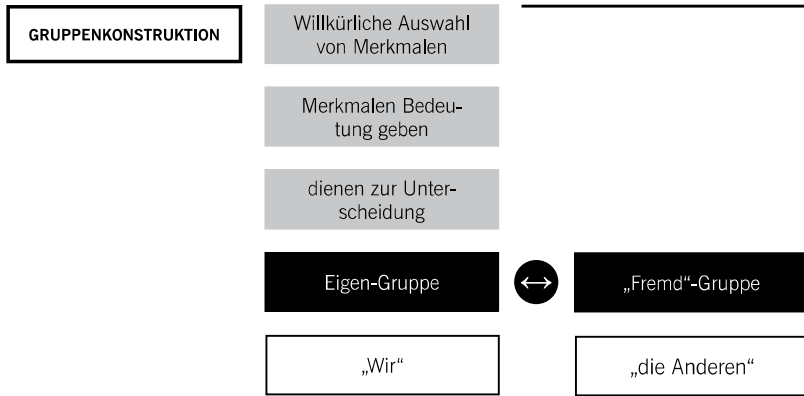 GRUPPENKONSTRUKTION
Willkürliche Auswahl
von Merkmalen
Merkmalen Bedeu-
tung geben
dienen zur Unter-
scheidung
Eigen-Gruppe
„Fremd“-Gruppe
„Wir“
„die Anderen“